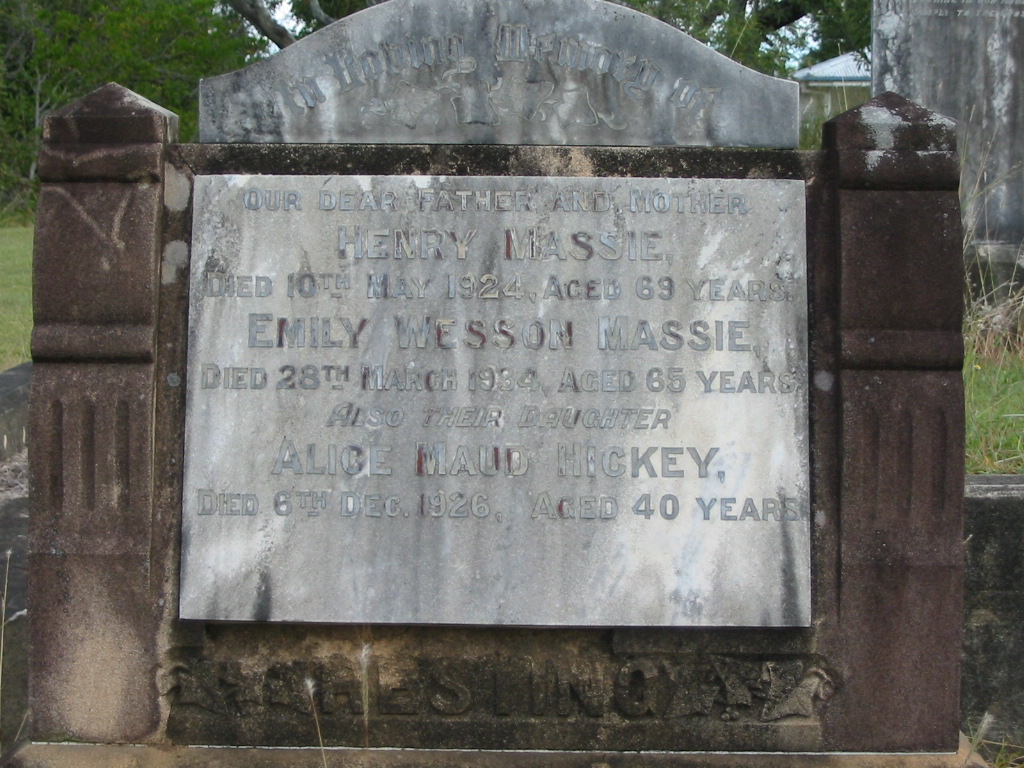 In Loving Memory of
OUR DEAR FATHER AND MOTHER
HENRY MASSIE,
DIED 10TH MAY 1924, AGED 69 YEARS.
EMILY WESSON MASSIE,
DIED 28TH MARCH 1934, AGED 65 YEARS
ALSO THEIR DAUGHTER
ALICE MAUD HICKEY,
DIED 6TH DEC. 1926, AGED 40 YEARS
RESTING